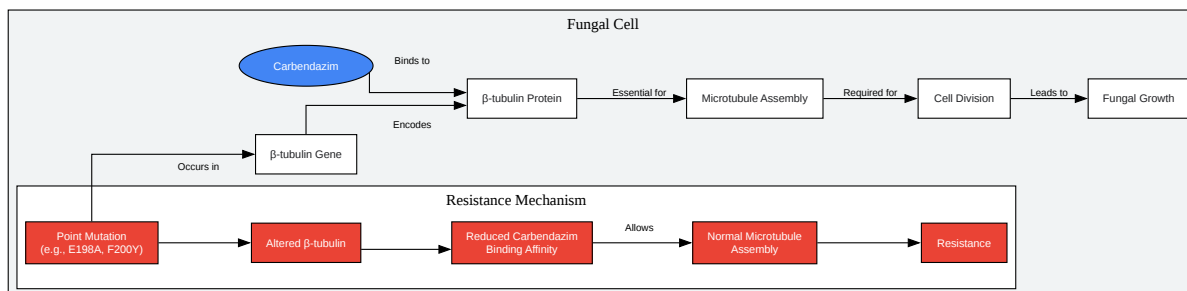 Fungal Cell
Carbendazim
Binds to
β-tubulin Protein
Essential for
Microtubule Assembly
Required for
Cell Division
Leads to
Fungal Growth
Encodes
β-tubulin Gene
Occurs in
Resistance Mechanism
Point Mutation
(e.g., E198A, F200Y)
Altered β-tubulin
Reduced Carbendazim
Binding Affinity
Allows
Normal Microtubule
Assembly
Resistance